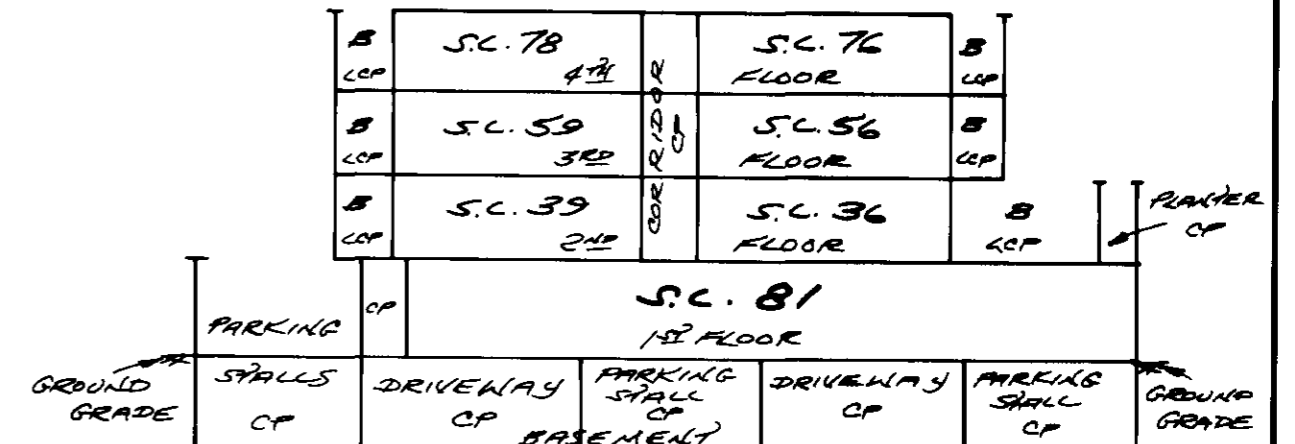 B S.C. 78 S.C. 76 B
LCP 4TH FLOOR LCP
CORRIDOR CP
B S.C. 59 S.C. 56 B
LCP 3RD FLOOR LCP
B S.C. 39 S.C. 36 B PLANTER
LCP 2ND FLOOR LCP CP
CP S.C. 81
PARKING 1ST FLOOR
GROUND GRADE
STALLS
CP
DRIVEWAY
CP
PARKING
STALL
CP
BASEMENT
DRIVEWAY
CP
PARKING
STALL
CP
GROUND
GRADE